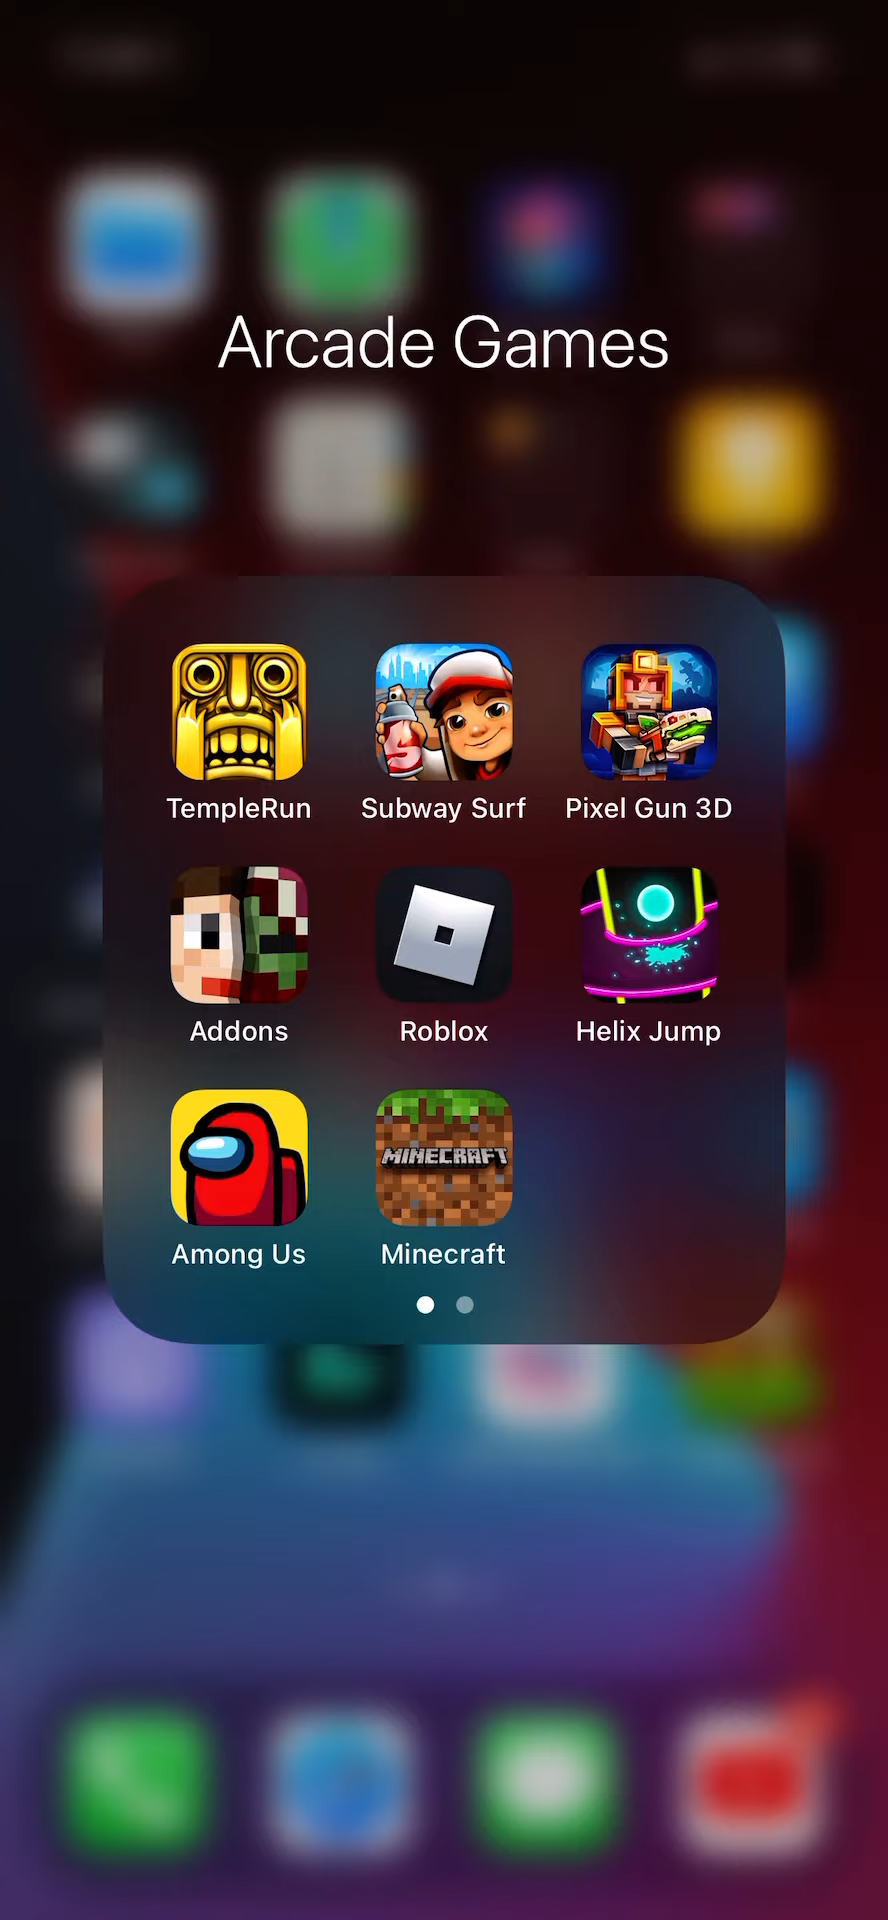 Arcade Games
TempleRun
Subway Surf
Pixel Gun 3D
Addons
Roblox
Helix Jump
MINECRAFT
Among Us
Minecraft